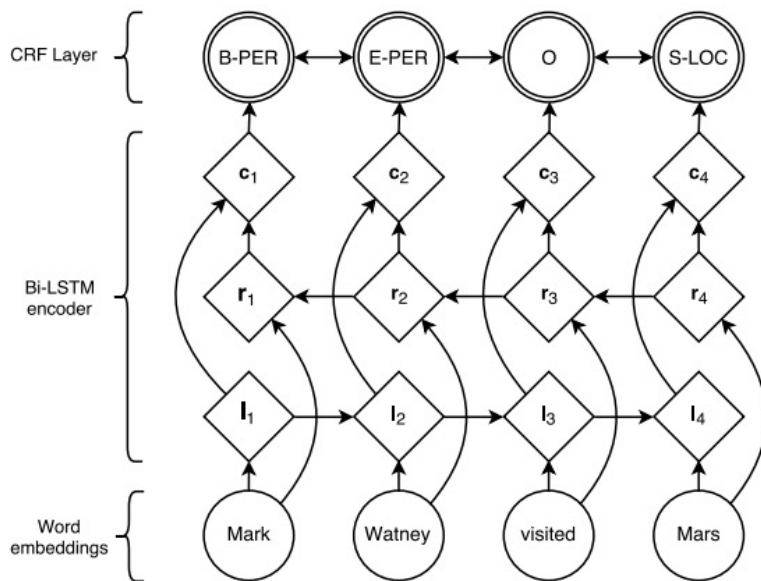 CRF Layer
B-PER E-PER O S-LOC
c₁ c₂ c₃ c₄
Bi-LSTM
encoder
r₁ r₂ r₃ r₄
l₁ l₂ l₃ l₄
Word
embeddings
Mark Watney visited Mars